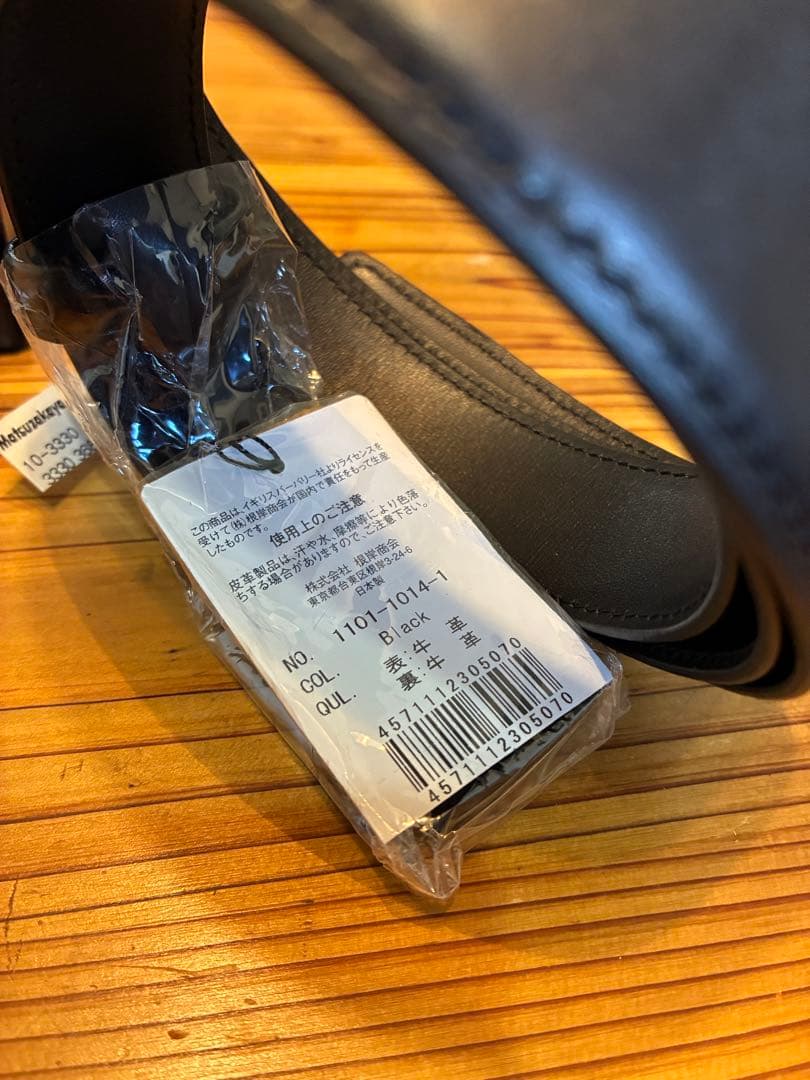 Matsuzakaya
10-3330
この商品は、イギリスバーバリー社よりライセンスを
受けて(株)根岸商会が国内で責任をもって生産
したものです。
使用上のご注意
皮革製品は、汗や水、摩擦等により色落
ちする場合がありますので、ご注意下さい。
株式会社 根岸商会
東京都台東区根岸3-24-6
日本製
NO. 1101-1014-1
COL. Black
QUL. 表:牛 革
裏:牛 革
4571112305070
4571112305070